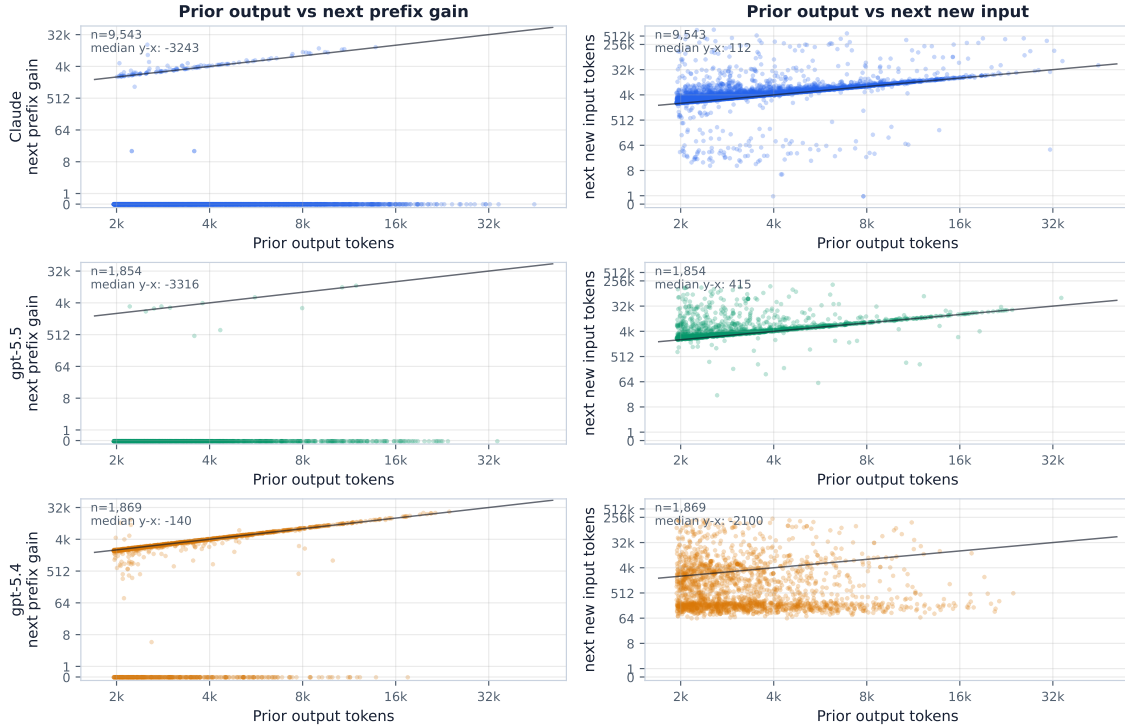 Prior output vs next prefix gain
Prior output vs next new input
Claude
next prefix gain
32k
4k
512
64
8
1
0
n=9,543
median y-x: -3243
2k
4k
8k
16k
32k
Prior output tokens
next new input tokens
512k
256k
32k
4k
512
64
8
1
0
n=9,543
median y-x: 112
2k
4k
8k
16k
32k
Prior output tokens
gpt-5.5
next prefix gain
32k
4k
512
64
8
1
0
n=1,854
median y-x: -3316
2k
4k
8k
16k
32k
Prior output tokens
next new input tokens
512k
256k
32k
4k
512
64
8
1
0
n=1,854
median y-x: 415
2k
4k
8k
16k
32k
Prior output tokens
gpt-5.4
next prefix gain
32k
4k
512
64
8
1
0
n=1,869
median y-x: -140
2k
4k
8k
16k
32k
Prior output tokens
next new input tokens
512k
256k
32k
4k
512
64
8
1
0
n=1,869
median y-x: -2100
2k
4k
8k
16k
32k
Prior output tokens